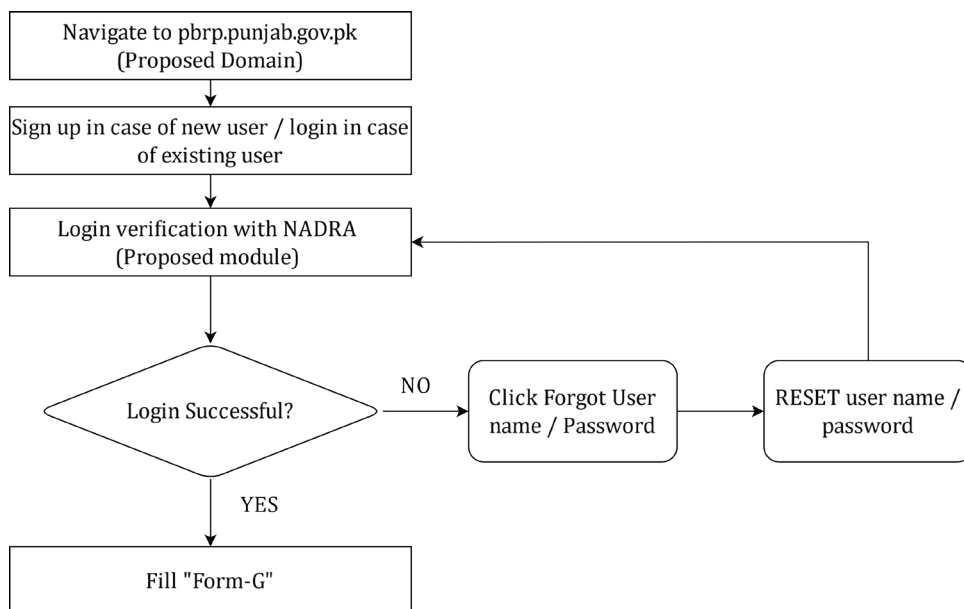 Navigate to pbrp.punjab.gov.pk
(Proposed Domain)
Sign up in case of new user / login in case
of existing user
Login verification with NADRA
(Proposed module)
Login Successful?
NO
Click Forgot User
name / Password
RESET user name /
password
YES
Fill "Form-G"